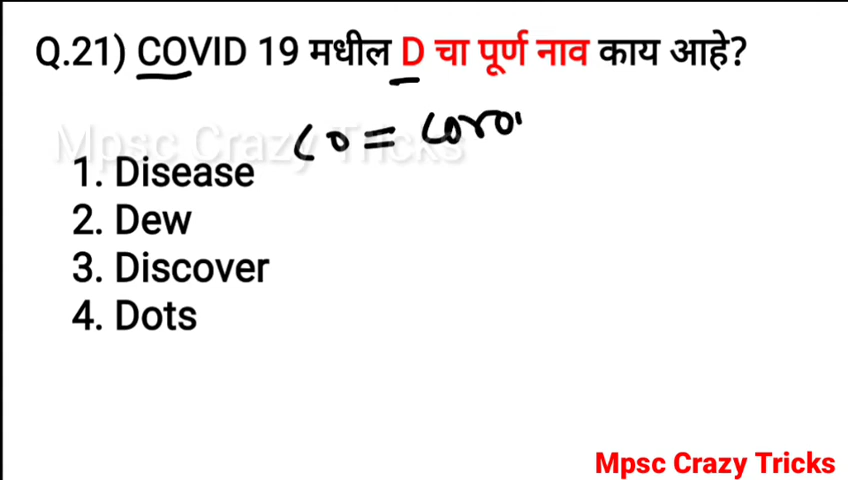 Q.21) COVID 19 मधील D चा पूर्ण नाव काय आहे?
Mpsc Crazy Tricks
CO = Coro
1. Disease
2. Dew
3. Discover
4. Dots
Mpsc Crazy Tricks